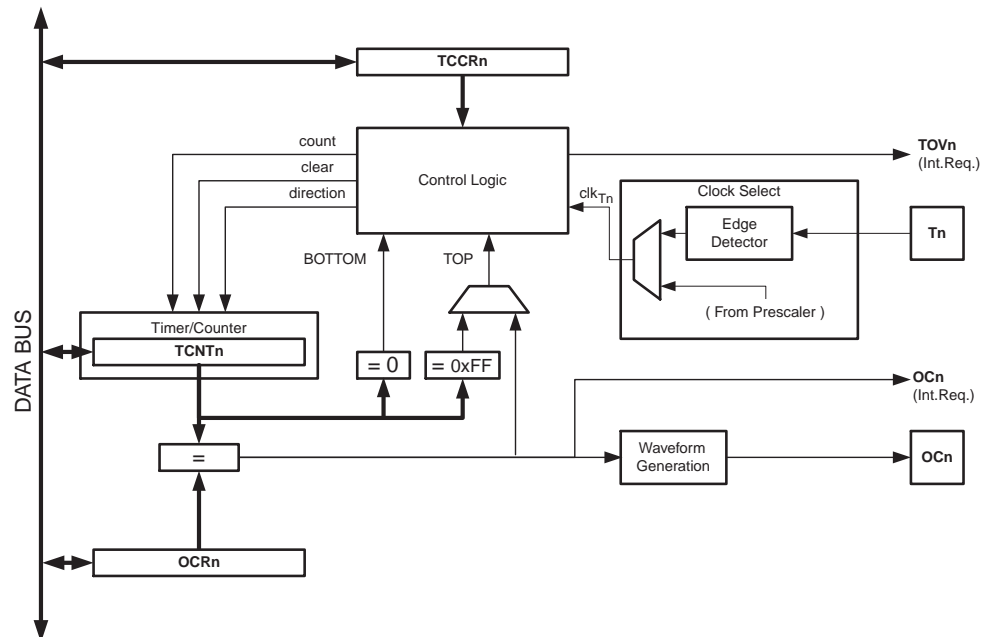 TCCRn
count
clear
direction
Control Logic
TOVn
(Int.Req.)
clkTn
Clock Select
Edge
Detector
Tn
( From Prescaler )
BOTTOM
TOP
Timer/Counter
TCNTn
= 0
= 0xFF
OCn
(Int.Req.)
=
Waveform
Generation
OCn
OCRn
DATA BUS